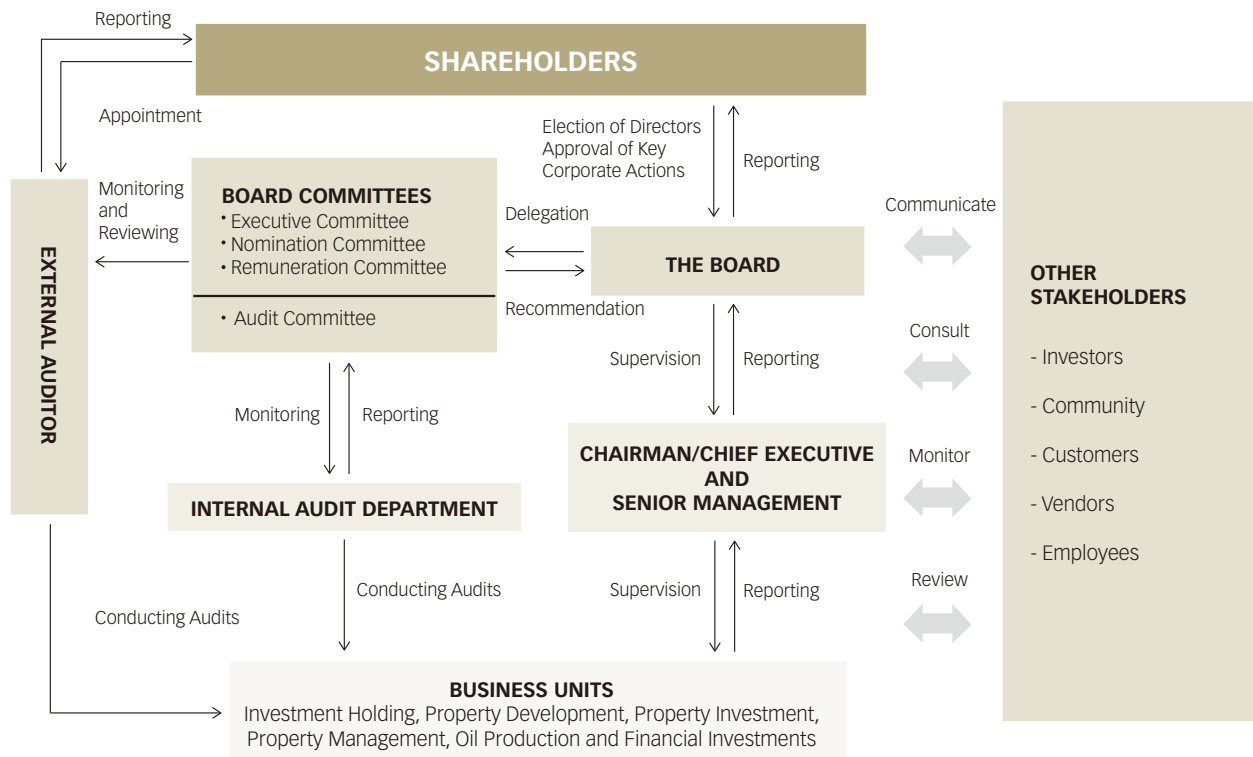 Reporting
SHAREHOLDERS
Appointment
Election of Directors
Approval of Key
Corporate Actions
Reporting
Monitoring
and
Reviewing
EXTERNAL AUDITOR
BOARD COMMITTEES
• Executive Committee
• Nomination Committee
• Remuneration Committee
• Audit Committee
Delegation
Recommendation
THE BOARD
Communicate
Consult
Monitor
Review
OTHER
STAKEHOLDERS
- Investors
- Community
- Customers
- Vendors
- Employees
Monitoring
Reporting
Supervision
Reporting
INTERNAL AUDIT DEPARTMENT
CHAIRMAN/CHIEF EXECUTIVE
AND
SENIOR MANAGEMENT
Conducting Audits
Conducting Audits
Supervision
Reporting
BUSINESS UNITS
Investment Holding, Property Development, Property Investment,
Property Management, Oil Production and Financial Investments